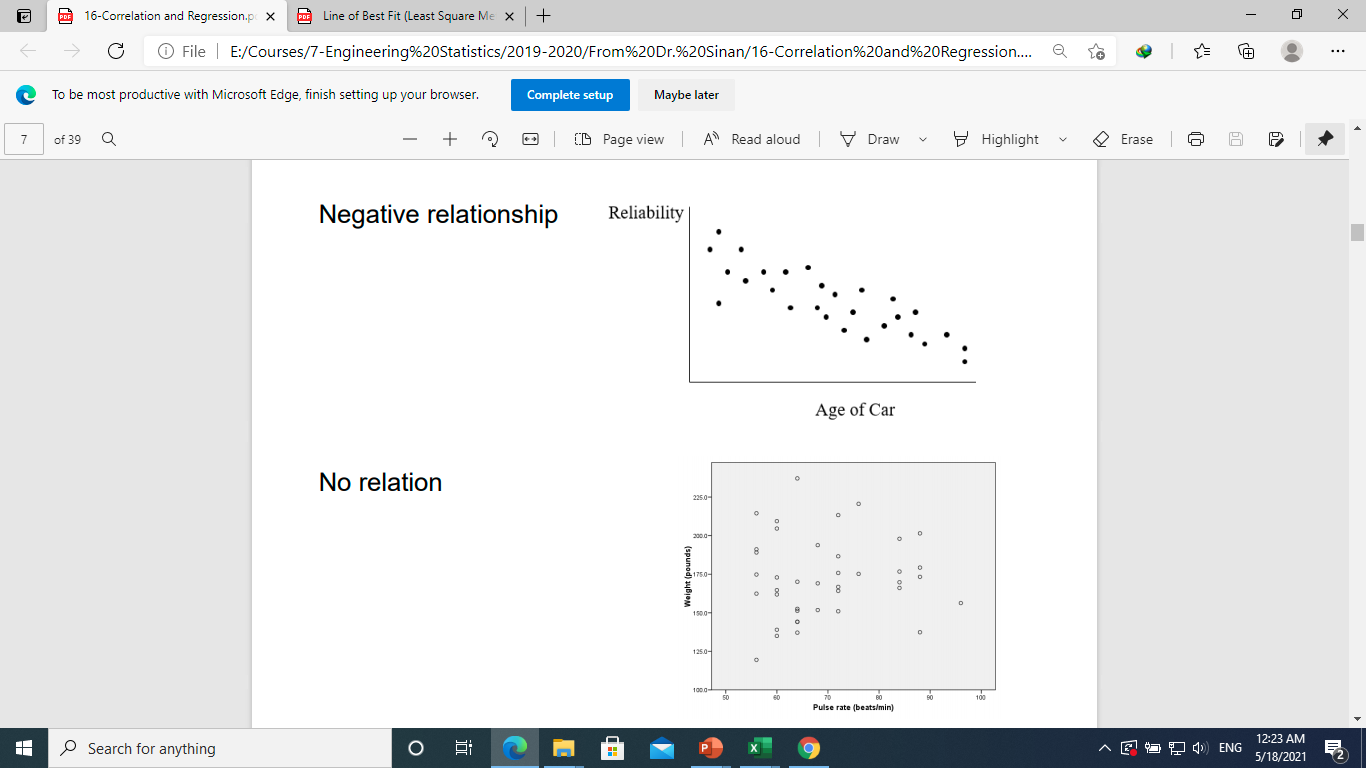 16-Correlation and Regression.p
Line of Best Fit (Least Square Me
File
E:/Courses/7-Engineering%20Statistics/2019-2020/From%20Dr.%20Sinan/16-Correlation%20and%20Regression....
To be most productive with Microsoft Edge, finish setting up your browser.
Complete setup
Maybe later
7
of 39
Page view
Read aloud
Draw
Highlight
Erase
Negative relationship
Reliability
Age of Car
No relation
Weight (pounds)
225.0
200.0
175.0
150.0
125.0
100.0
50
60
70
80
90
100
Pulse rate (beats/min)
Search for anything
ENG
12:23 AM
5/18/2021
2